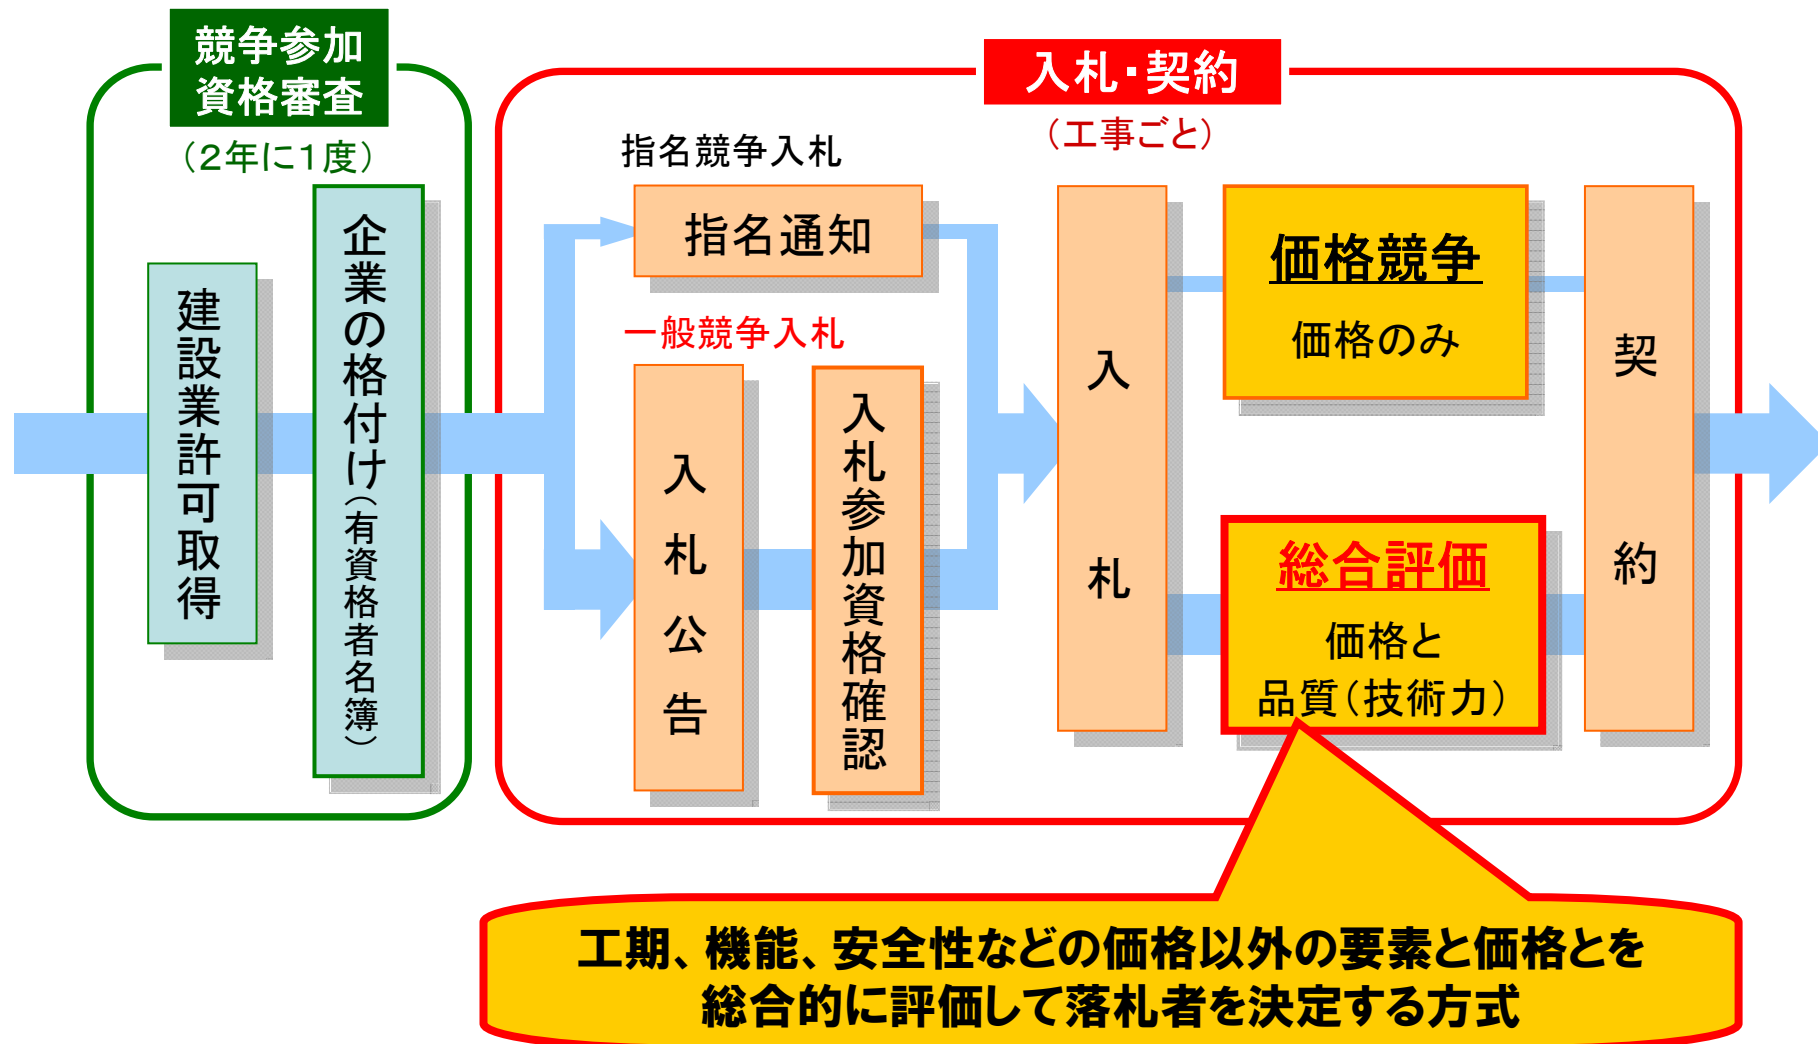 競争参加
資格審査
（２年に１度）
建設業許可取得
企業の格付け（有資格者名簿）
入札・契約
（工事ごと）
指名競争入札
指名通知
一般競争入札
入札公告
入札参加資格確認
入札
価格競争
価格のみ
総合評価
価格と
品質（技術力）
契約
工期、機能、安全性などの価格以外の要素と価格とを
総合的に評価して落札者を決定する方式